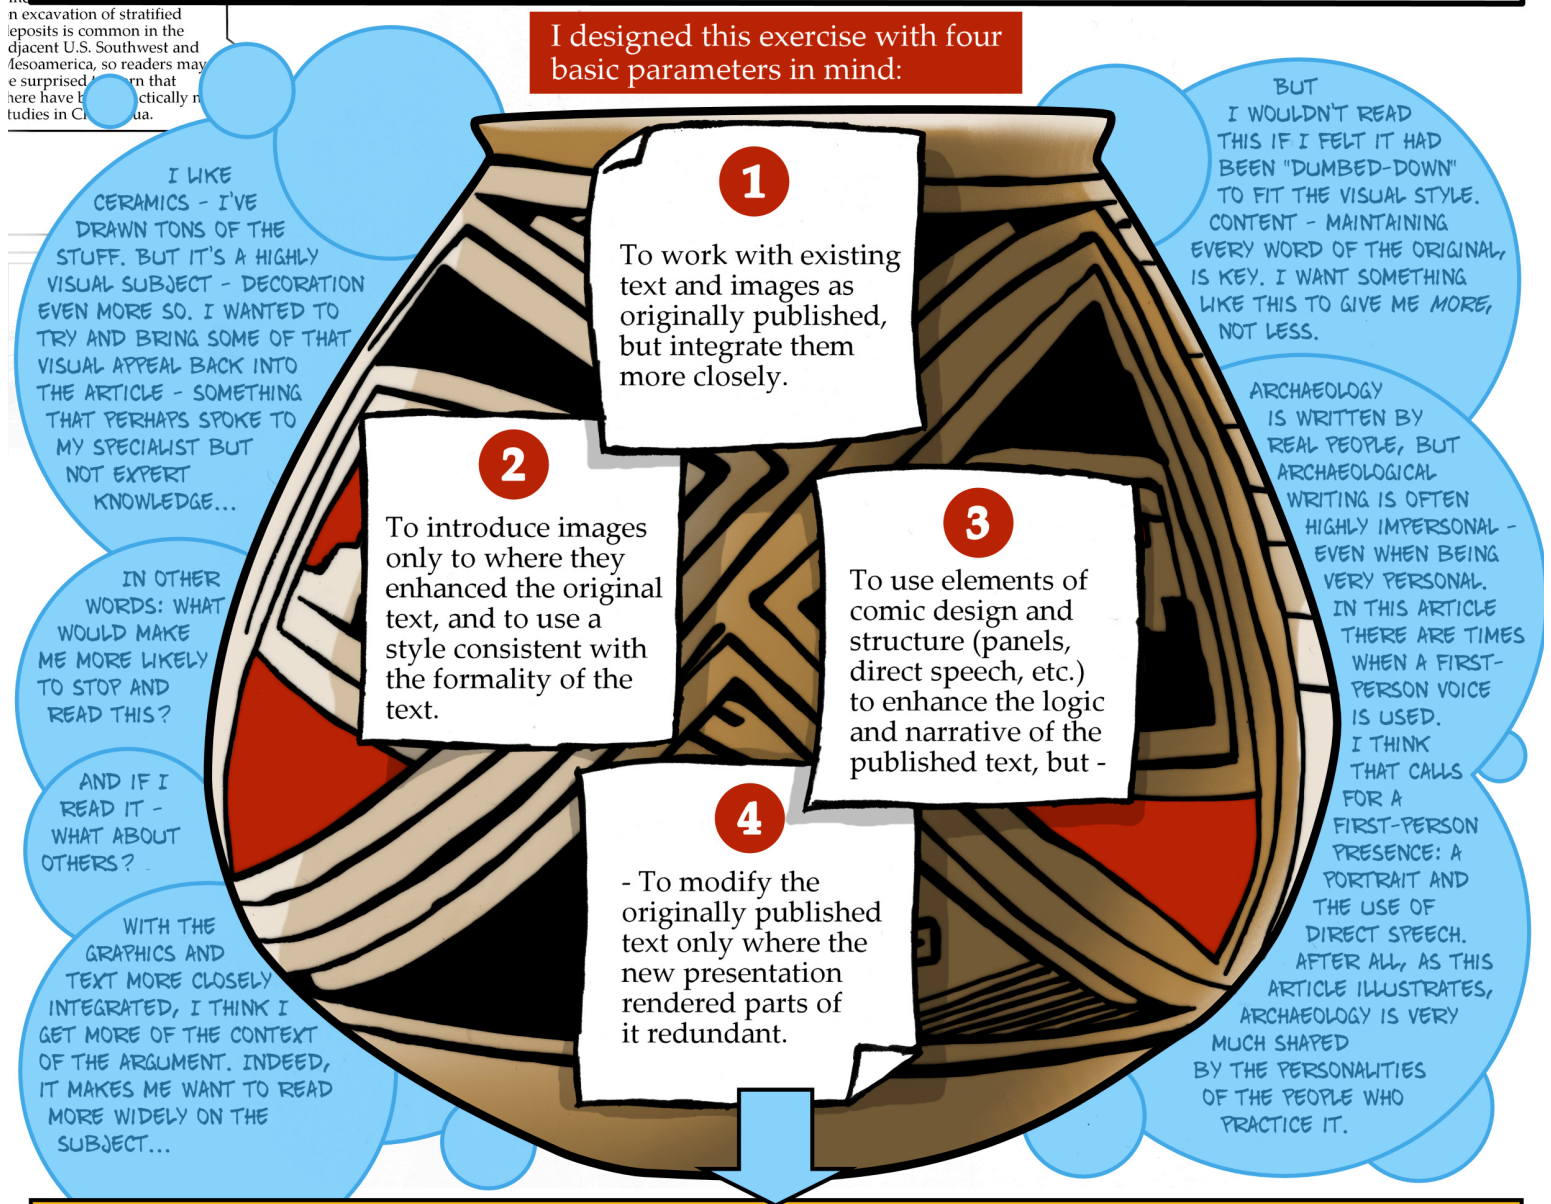 n excavation of stratified
eposits is common in the
djacent U.S. Southwest and
Mesoamerica, so readers may
e surprised rn that
here have b ctically n
tudies in C ua.
I designed this exercise with four
basic parameters in mind:
I LIKE
CERAMICS - I'VE
DRAWN TONS OF THE
STUFF. BUT IT'S A HIGHLY
VISUAL SUBJECT - DECORATION
EVEN MORE SO. I WANTED TO
TRY AND BRING SOME OF THAT
VISUAL APPEAL BACK INTO
THE ARTICLE - SOMETHING
THAT PERHAPS SPOKE TO
MY SPECIALIST BUT
NOT EXPERT
KNOWLEDGE...
IN OTHER
WORDS: WHAT
WOULD MAKE
ME MORE LIKELY
TO STOP AND
READ THIS?
AND IF I
READ IT -
WHAT ABOUT
OTHERS?
WITH THE
GRAPHICS AND
TEXT MORE CLOSELY
INTEGRATED, I THINK I
GET MORE OF THE CONTEXT
OF THE ARGUMENT. INDEED,
IT MAKES ME WANT TO READ
MORE WIDELY ON THE
SUBJECT...
1
To work with existing
text and images as
originally published,
but integrate them
more closely.
2
To introduce images
only to where they
enhanced the original
text, and to use a
style consistent with
the formality of the
text.
3
To use elements of
comic design and
structure (panels,
direct speech, etc.)
to enhance the logic
and narrative of the
published text, but -
4
- To modify the
originally published
text only where the
new presentation
rendered parts of
it redundant.
BUT
I WOULDN'T READ
THIS IF I FELT IT HAD
BEEN "DUMBED-DOWN"
TO FIT THE VISUAL STYLE.
CONTENT - MAINTAINING
EVERY WORD OF THE ORIGINAL,
IS KEY. I WANT SOMETHING
LIKE THIS TO GIVE ME MORE,
NOT LESS.
ARCHAEOLOGY
IS WRITTEN BY
REAL PEOPLE, BUT
ARCHAEOLOGICAL
WRITING IS OFTEN
HIGHLY IMPERSONAL -
EVEN WHEN BEING
VERY PERSONAL.
IN THIS ARTICLE
THERE ARE TIMES
WHEN A FIRST-
PERSON VOICE
IS USED.
I THINK
THAT CALLS
FOR A
FIRST-PERSON
PRESENCE: A
PORTRAIT AND
THE USE OF
DIRECT SPEECH.
AFTER ALL, AS THIS
ARTICLE ILLUSTRATES,
ARCHAEOLOGY IS VERY
MUCH SHAPED
BY THE PERSONALITIES
OF THE PEOPLE WHO
PRACTICE IT.